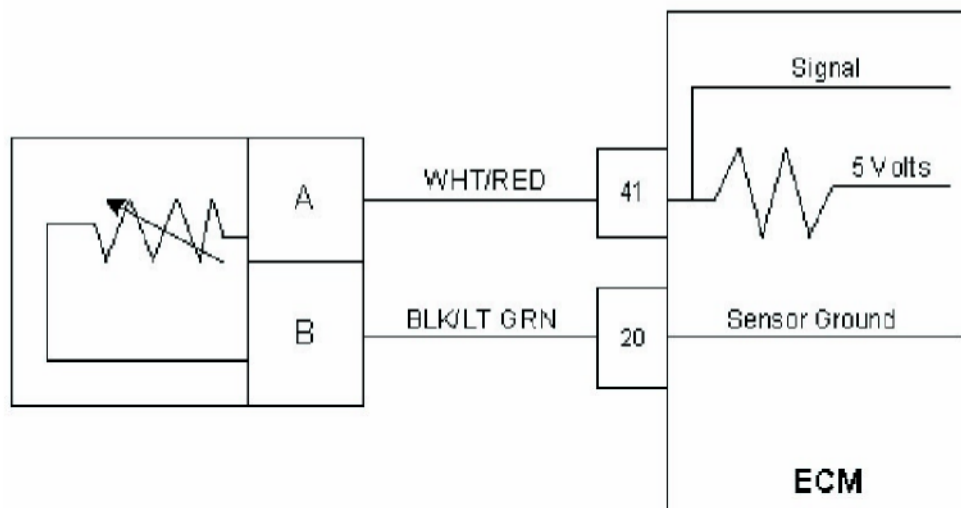 Signal
5 Volts
A
WHT/RED
41
B
BLK/LT GRN
20
Sensor Ground
ECM